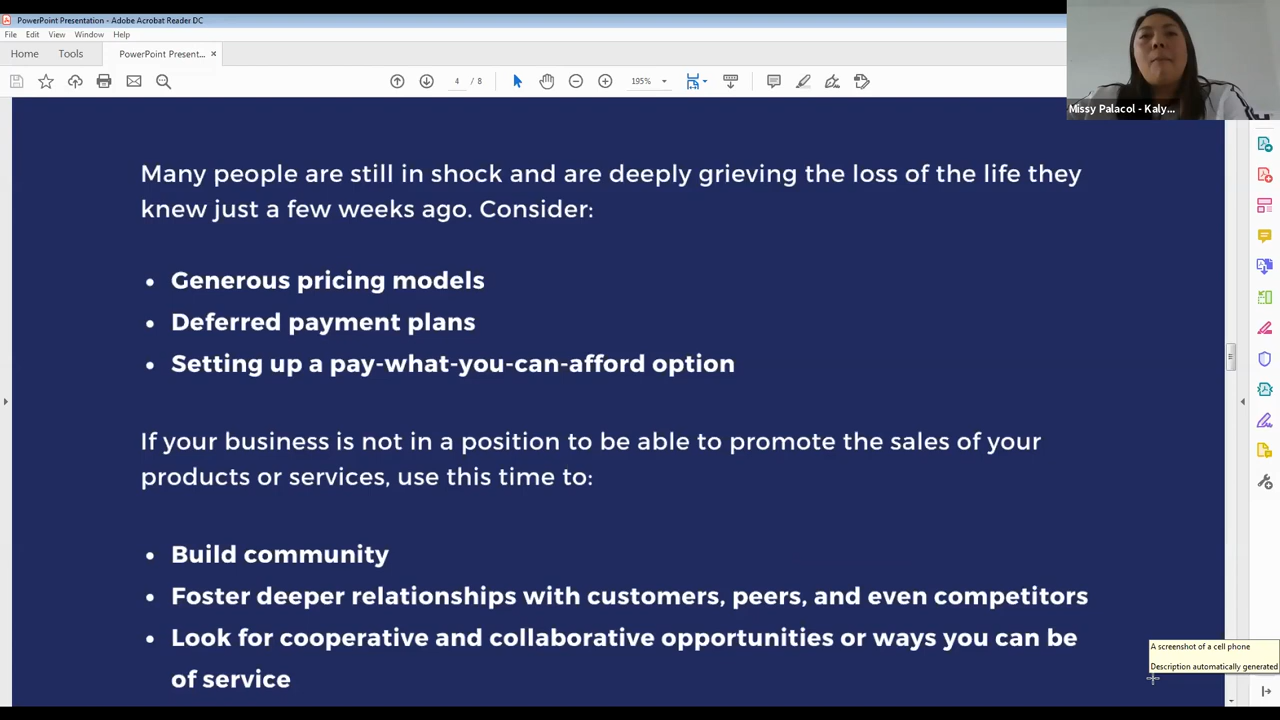 PowerPoint Presentation - Adobe Acrobat Reader DC
File Edit View Window Help
Home Tools PowerPoint Present... ×
4 / 8 195%
Missy Palacol - Kaly...
Many people are still in shock and are deeply grieving the loss of the life they
knew just a few weeks ago. Consider:
• Generous pricing models
• Deferred payment plans
• Setting up a pay-what-you-can-afford option
If your business is not in a position to be able to promote the sales of your
products or services, use this time to:
• Build community
• Foster deeper relationships with customers, peers, and even competitors
• Look for cooperative and collaborative opportunities or ways you can be
of service
A screenshot of a cell phone
Description automatically generated